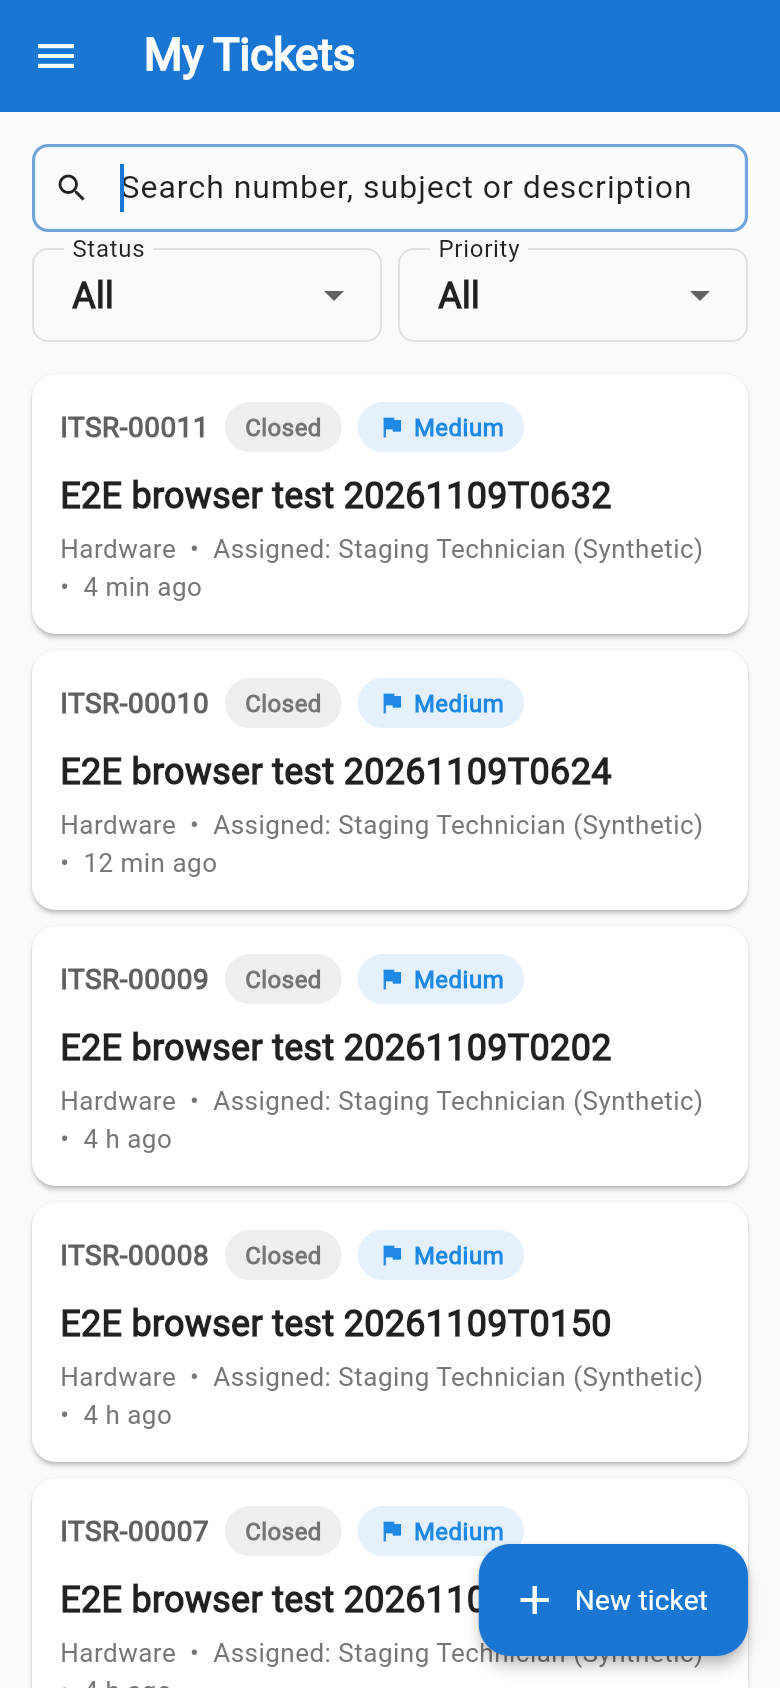 My Tickets
Search number, subject or description
Status
Priority
All
All
ITSR-00011 Closed Medium
E2E browser test 20261109T0632
Hardware • Assigned: Staging Technician (Synthetic)
• 4 min ago
ITSR-00010 Closed Medium
E2E browser test 20261109T0624
Hardware • Assigned: Staging Technician (Synthetic)
• 12 min ago
ITSR-00009 Closed Medium
E2E browser test 20261109T0202
Hardware • Assigned: Staging Technician (Synthetic)
• 4 h ago
ITSR-00008 Closed Medium
E2E browser test 20261109T0150
Hardware • Assigned: Staging Technician (Synthetic)
• 4 h ago
ITSR-00007 Closed Medium
E2E browser test
New ticket
Hardware • Assigned: Staging Technician (Synthetic)